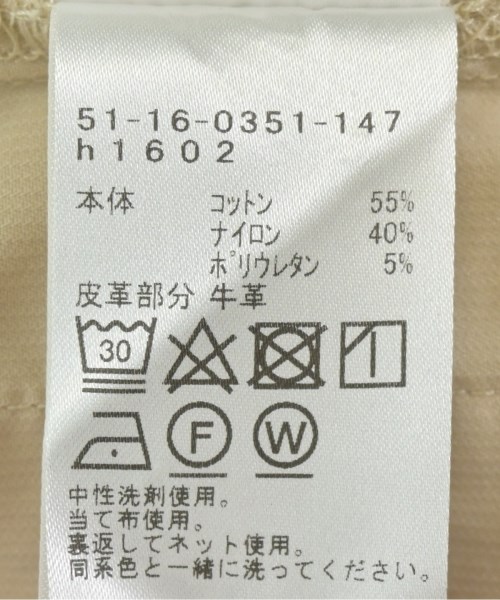 51-16-0351-147
h1602
本体 コットン 55%
ナイロン 40%
ポリウレタン 5%
皮革部分 牛革
30
F W
中性洗剤使用。
当て布使用。
裏返してネット使用。
同系色と一緒に洗ってください。